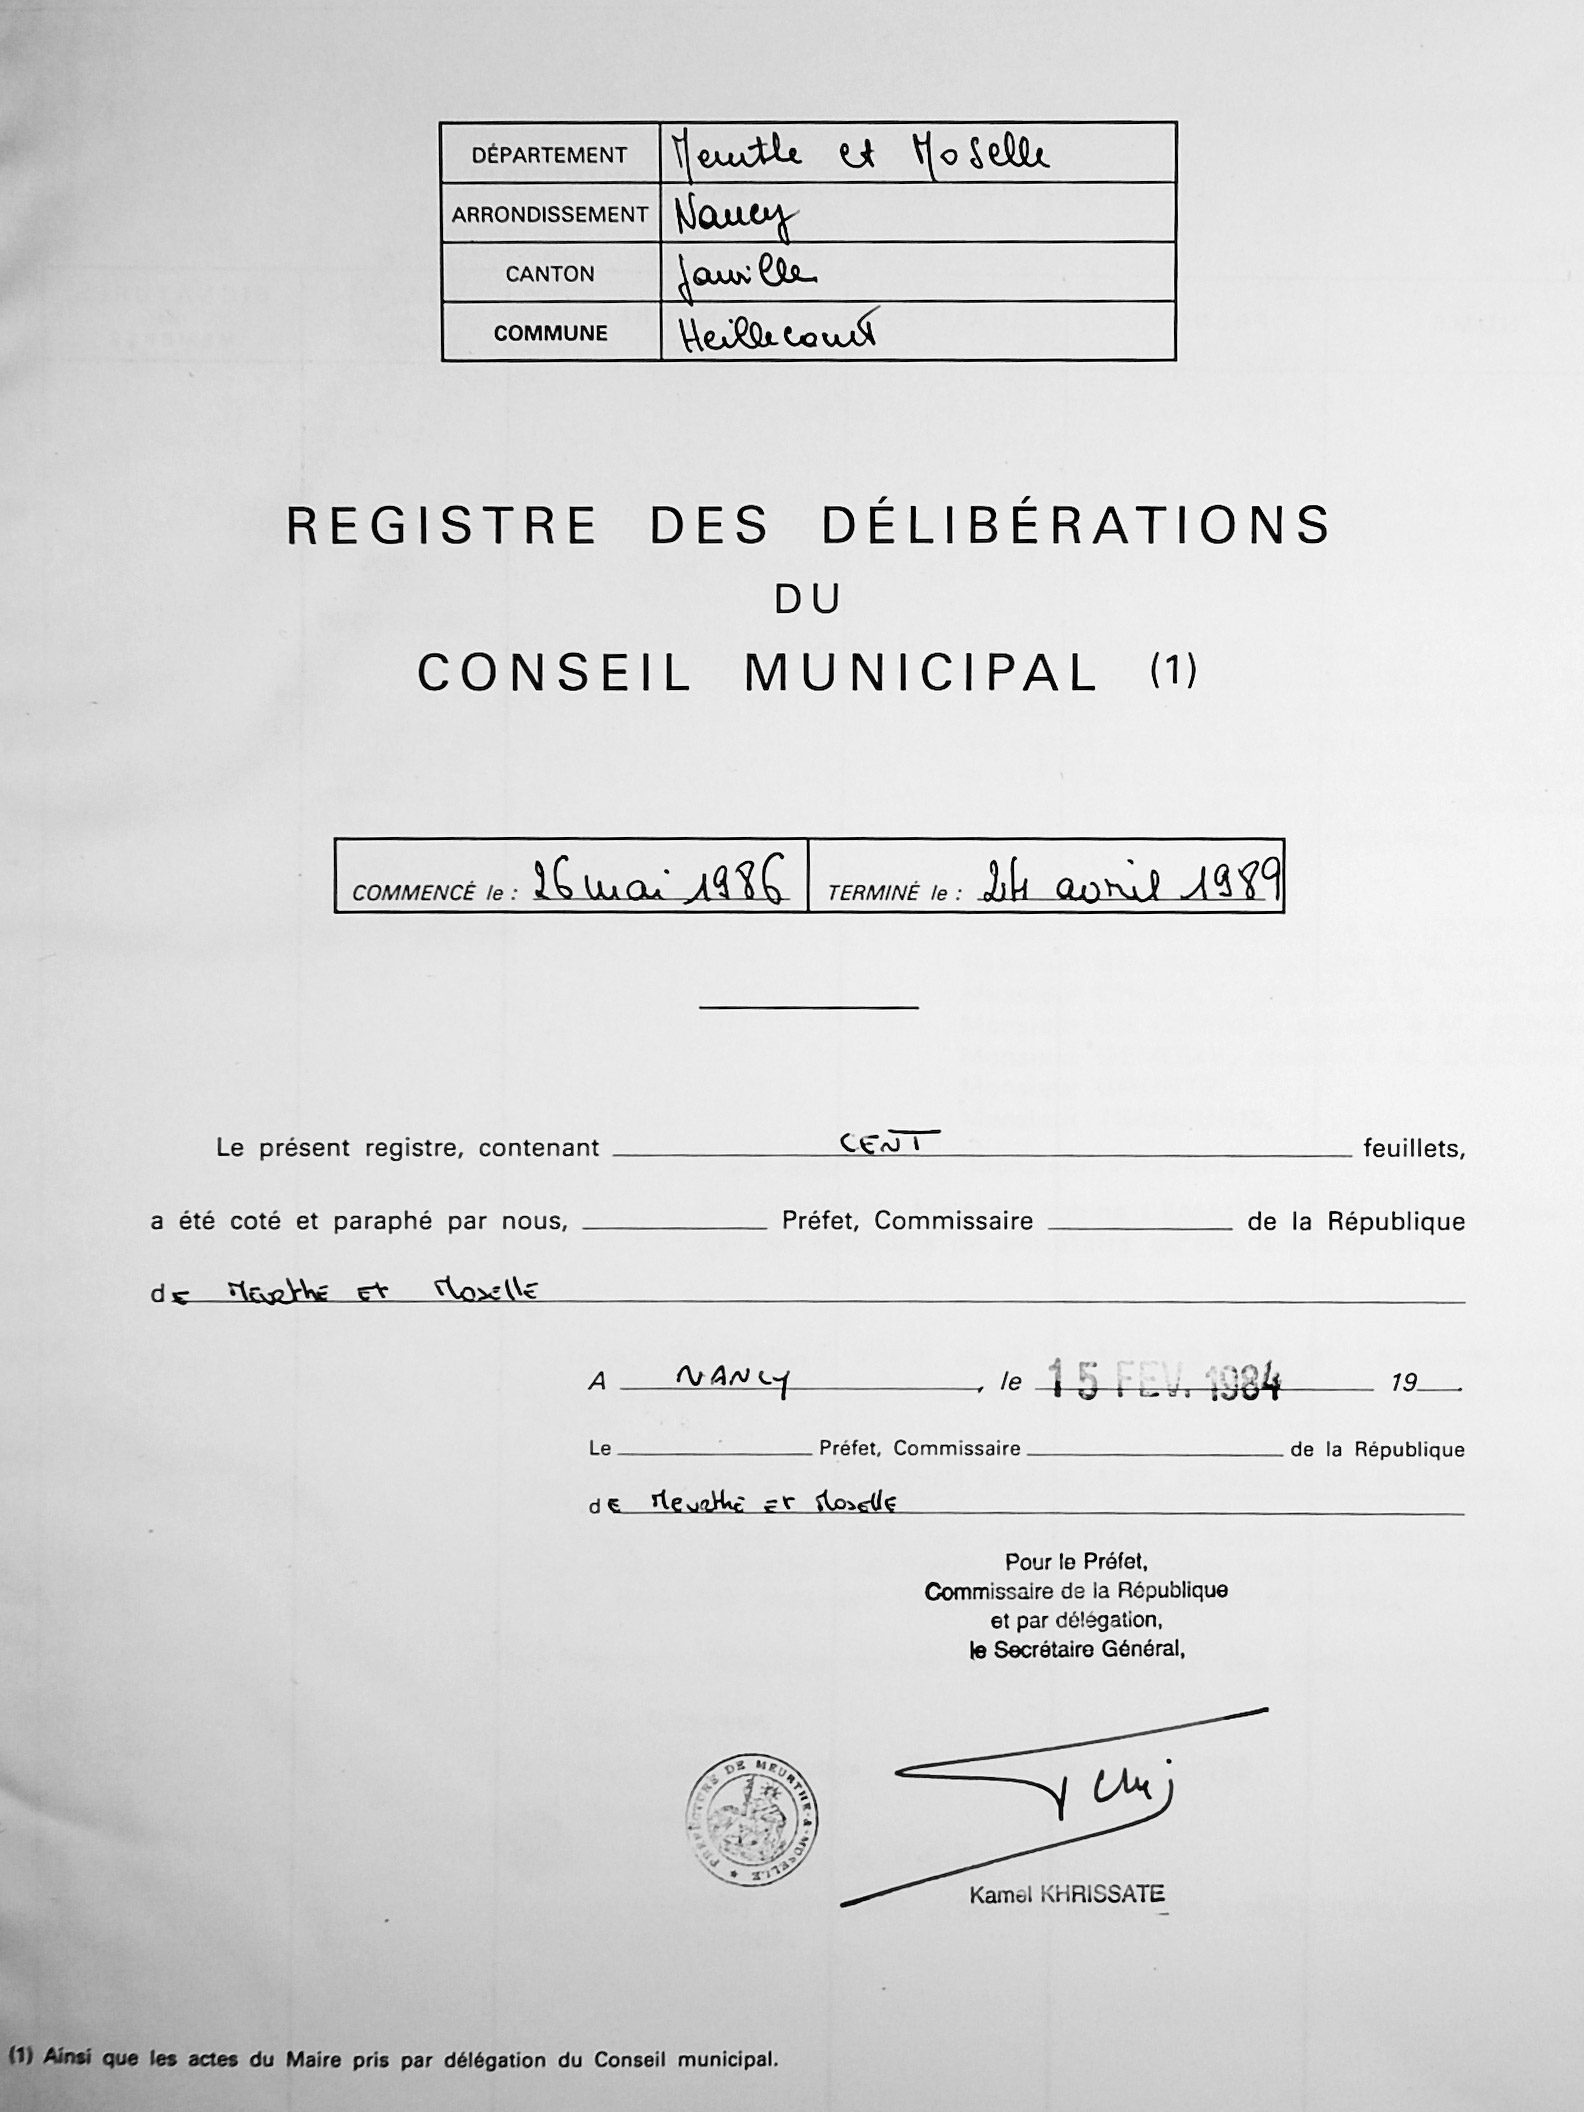 DÉPARTEMENT Meurthe et Moselle
ARRONDISSEMENT Nancy
CANTON Jarville
COMMUNE Heillecourt
REGISTRE DES DÉLIBÉRATIONS
DU
CONSEIL MUNICIPAL (1)
COMMENCÉ le : 26 mai 1986 TERMINÉ le : 24 avril 1989
Le présent registre, contenant CENT feuillets,
a été coté et paraphé par nous, Préfet, Commissaire de la République
de Meurthe et Moselle
A NANCY, le 15 FEV. 1984 19
Le Préfet, Commissaire de la République
de Meurthe et Moselle
Pour le Préfet,
Commissaire de la République
et par délégation,
le Secrétaire Général,
PRÉFECTURE DE MEURTHE-&-MOSELLE
Kamel KHRISSATE
(1) Ainsi que les actes du Maire pris par délégation du Conseil municipal.